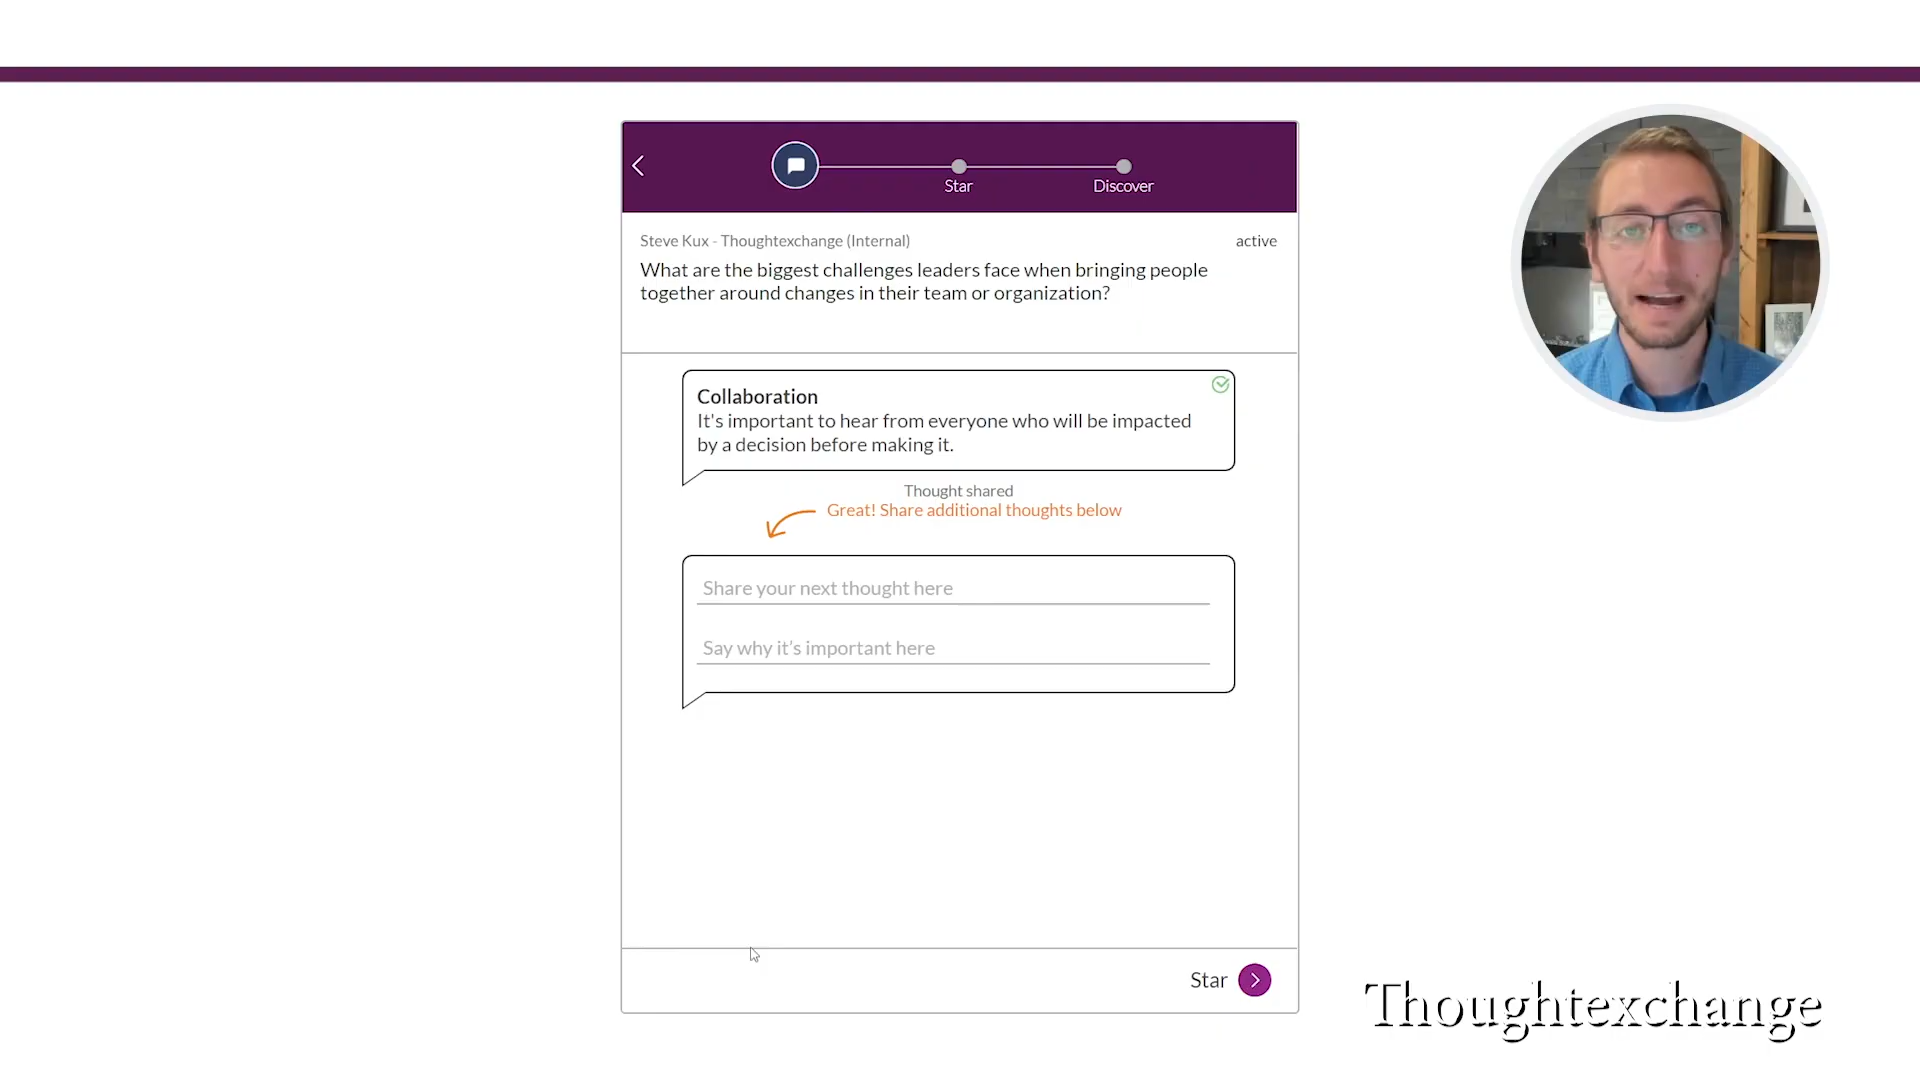 Star
Discover
Steve Kux - Thoughtexchange (Internal)
active
What are the biggest challenges leaders face when bringing people
together around changes in their team or organization?
Collaboration
It's important to hear from everyone who will be impacted
by a decision before making it.
Thought shared
Great! Share additional thoughts below
Share your next thought here
Say why it's important here
Star
Thoughtexchange